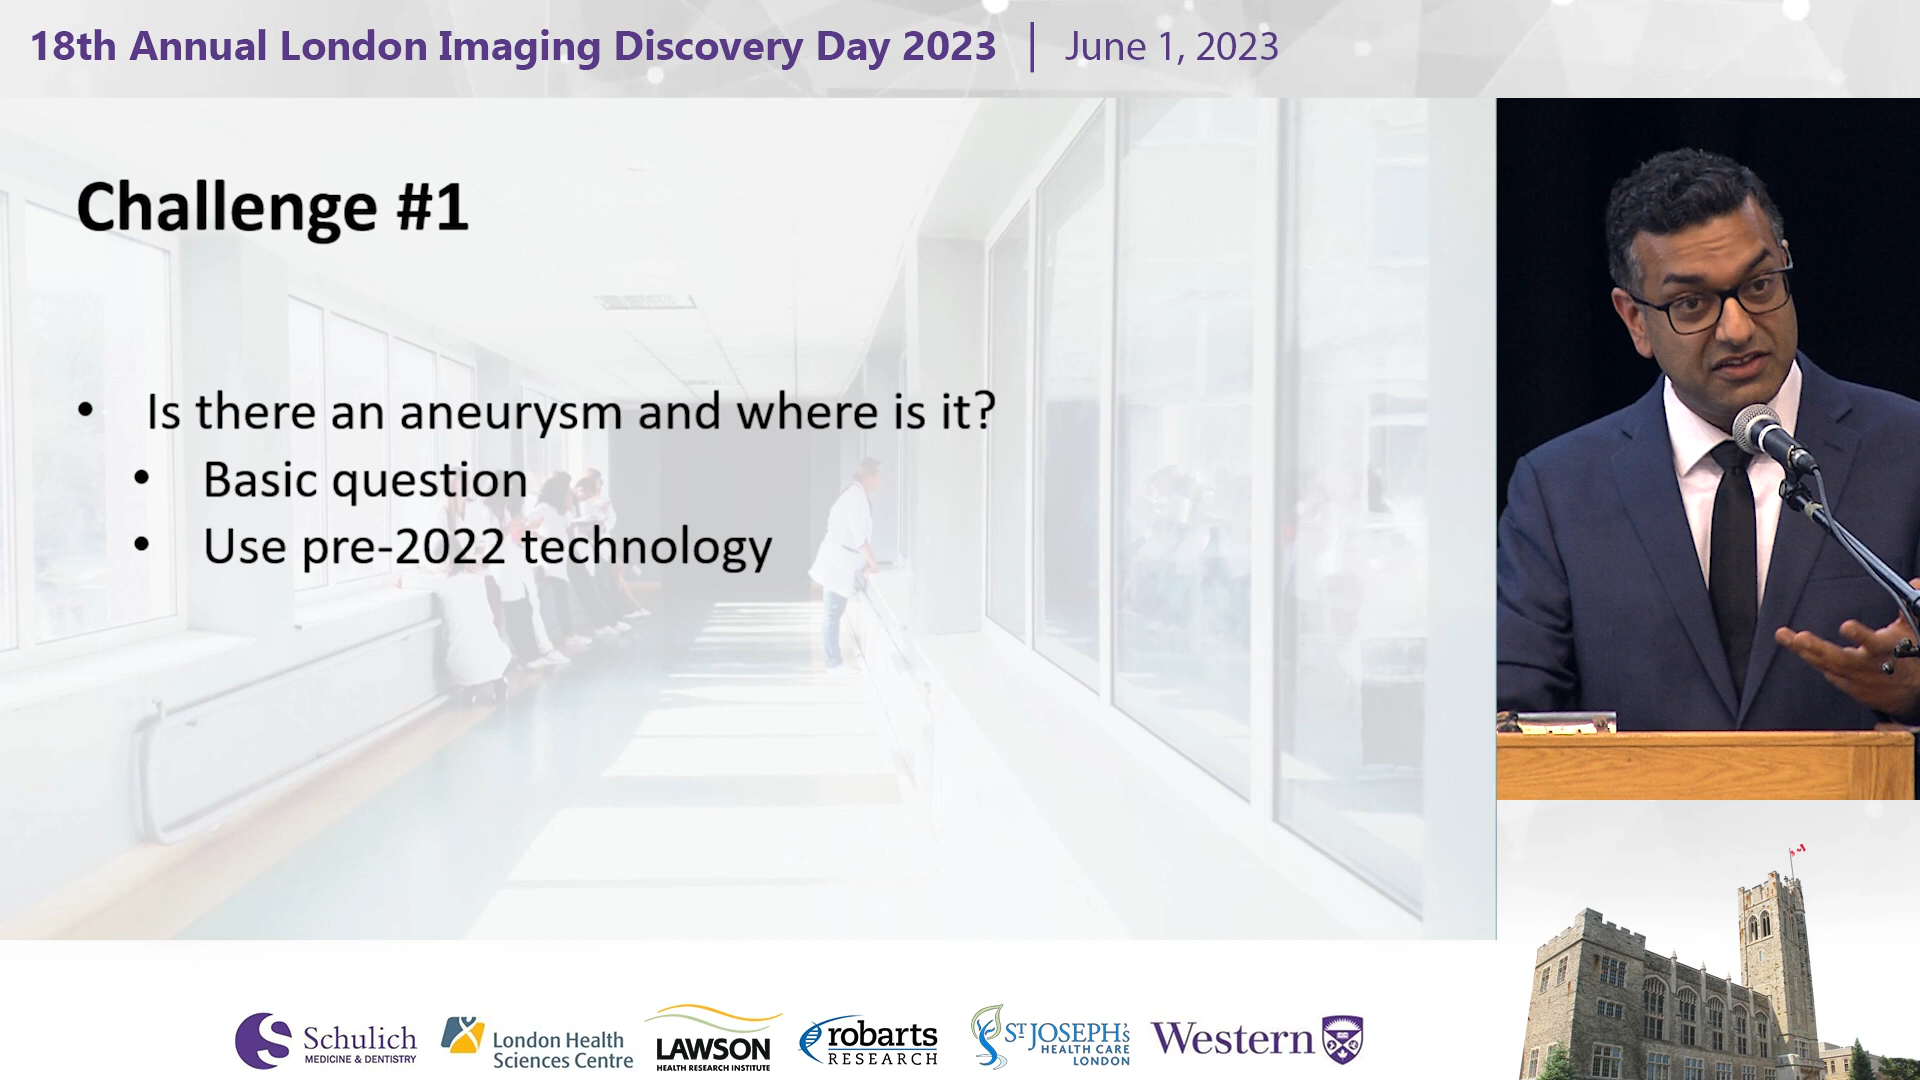 18th Annual London Imaging Discovery Day 2023 | June 1, 2023
Challenge #1
• Is there an aneurysm and where is it?
• Basic question
• Use pre-2022 technology
Schulich
MEDICINE & DENTISTRY
London Health
Sciences Centre
LAWSON
HEALTH RESEARCH INSTITUTE
robarts
RESEARCH
ST JOSEPH'S
HEALTH CARE
LONDON
Western